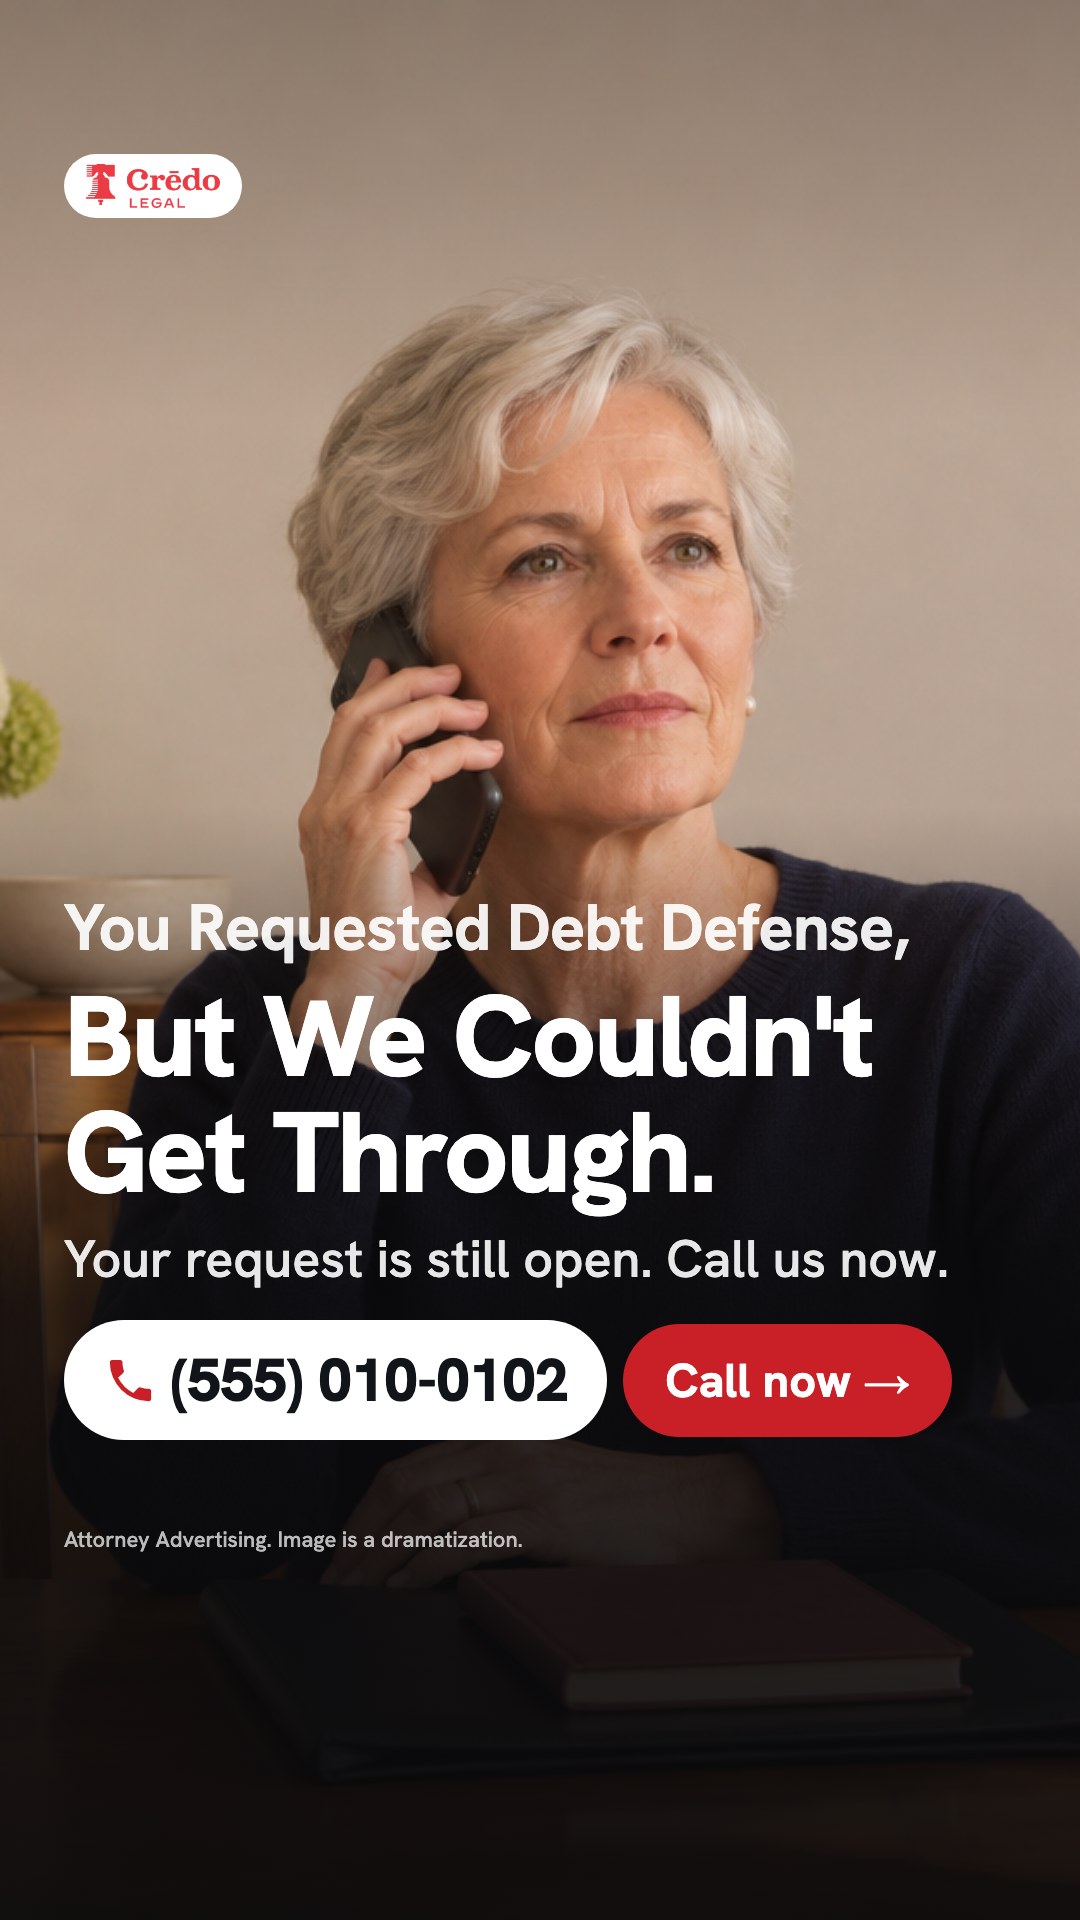 Crēdo
LEGAL
You Requested Debt Defense,
But We Couldn't
Get Through.
Your request is still open. Call us now.
(555) 010-0102
Call now →
Attorney Advertising. Image is a dramatization.